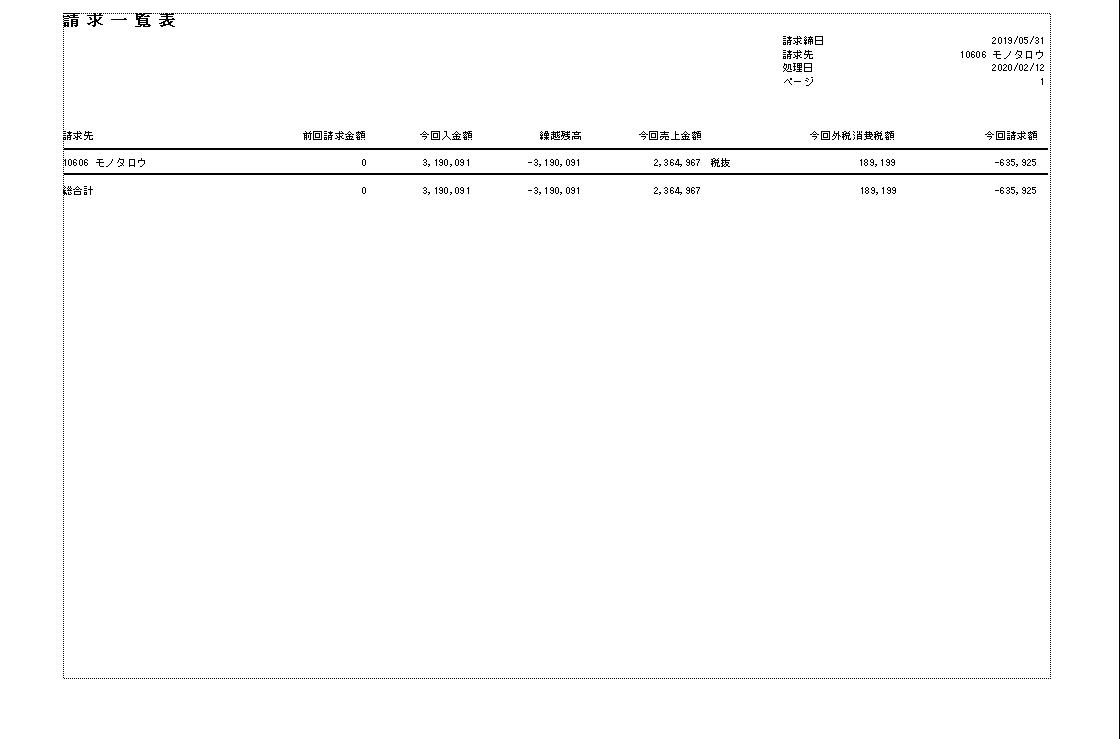 請求一覧表
請求締日 2019/05/31
請求先 10606 モノタロウ
処理日 2020/02/12
ページ 1
請求先 前回請求金額 今回入金額 繰越残高 今回売上金額 今回外税消費税額 今回請求額
10606 モノタロウ 0 3,190,091 -3,190,091 2,364,967 税抜 189,199 -635,925
総合計 0 3,190,091 -3,190,091 2,364,967 189,199 -635,925